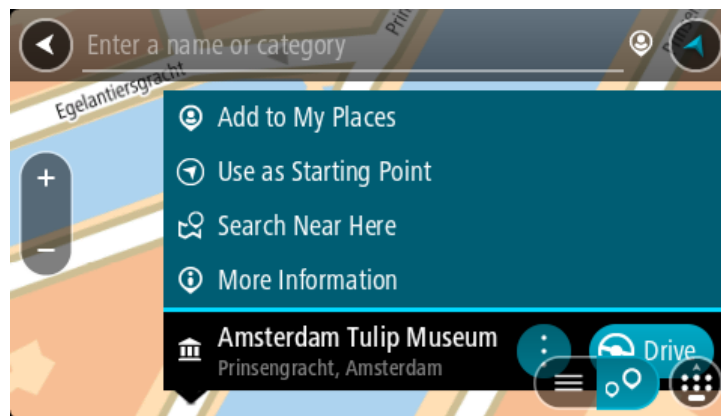 Enter a name or category
Egelantiersgracht
Add to My Places
Use as Starting Point
Search Near Here
More Information
Amsterdam Tulip Museum
Prinsengracht, Amsterdam
Drive